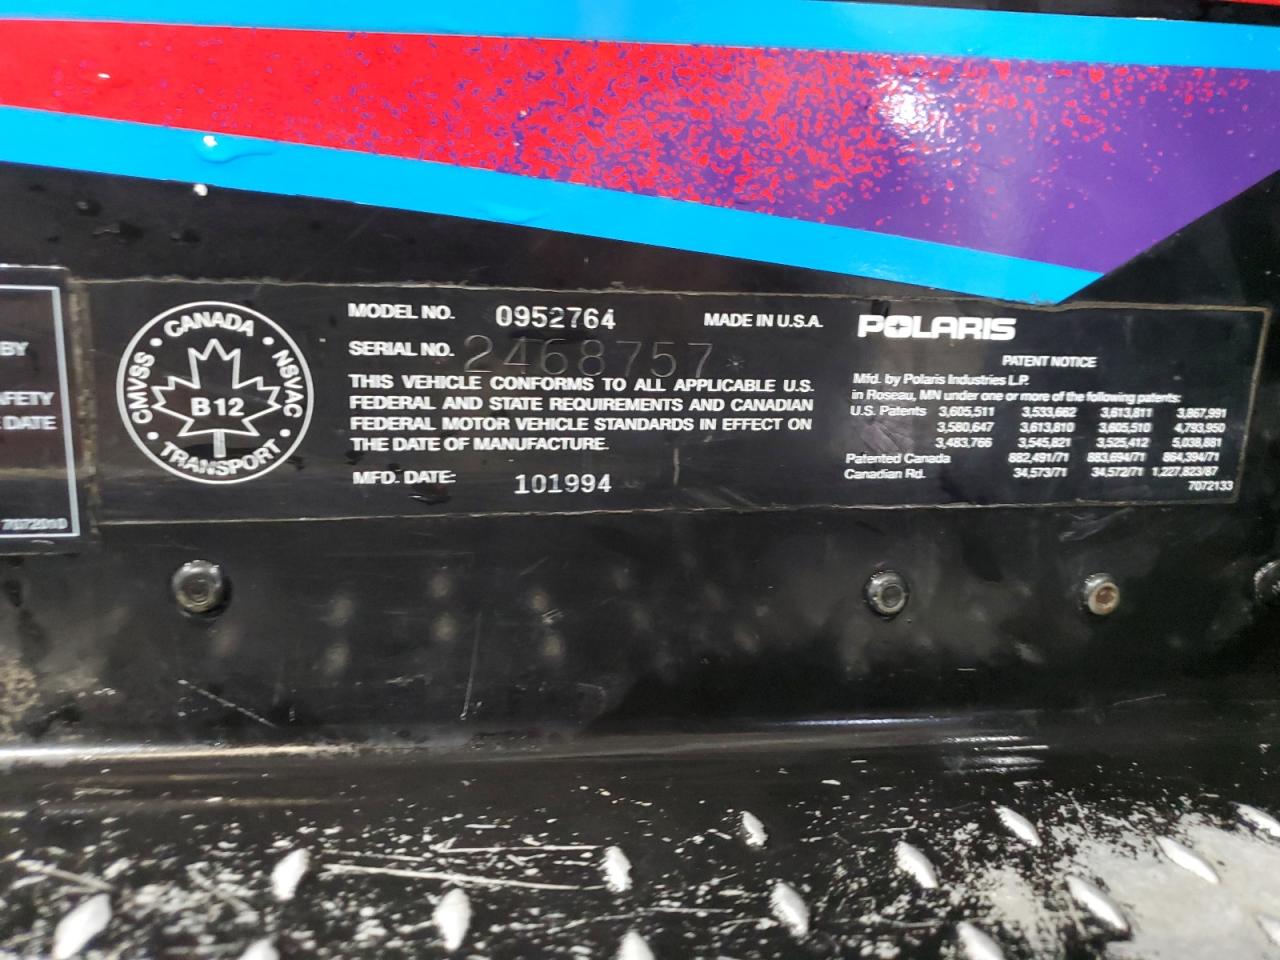 BY
AFETY
DATE
7072010
CANADA
CMVSS
NSVAC
B12
TRANSPORT
MODEL NO. 0952764 MADE IN U.S.A.
SERIAL NO. 2468757 *
THIS VEHICLE CONFORMS TO ALL APPLICABLE U.S.
FEDERAL AND STATE REQUIREMENTS AND CANADIAN
FEDERAL MOTOR VEHICLE STANDARDS IN EFFECT ON
THE DATE OF MANUFACTURE.
MFD. DATE: 101994
POLARIS
PATENT NOTICE
Mfd. by Polaris Industries L.P.
in Roseau, MN under one or more of the following patents:
U.S. Patents 3,605,511 3,533,662 3,613,811 3,867,991
3,580,647 3,613,810 3,605,510 4,793,950
3,483,766 3,545,821 3,525,412 5,038,881
Patented Canada 882,491/71 883,694/71 864,394/71
Canadian Rd. 34,573/71 34,572/71 1,227,823/87
7072133